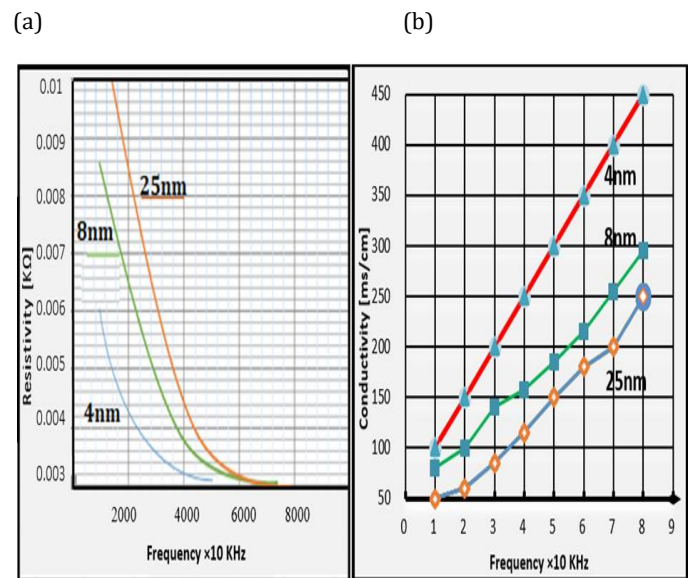 (a)
(b)
Resistivity [KΩ]
0.01
0.009
0.008
0.007
0.006
0.005
0.004
0.003
25nm
8nm
4nm
2000 4000 6000 8000
Frequency ×10 KHz
Conductivity [ms/cm]
450
400
350
300
250
200
150
100
50
4nm
8nm
25nm
0 1 2 3 4 5 6 7 8 9
Frequency ×10 KHz